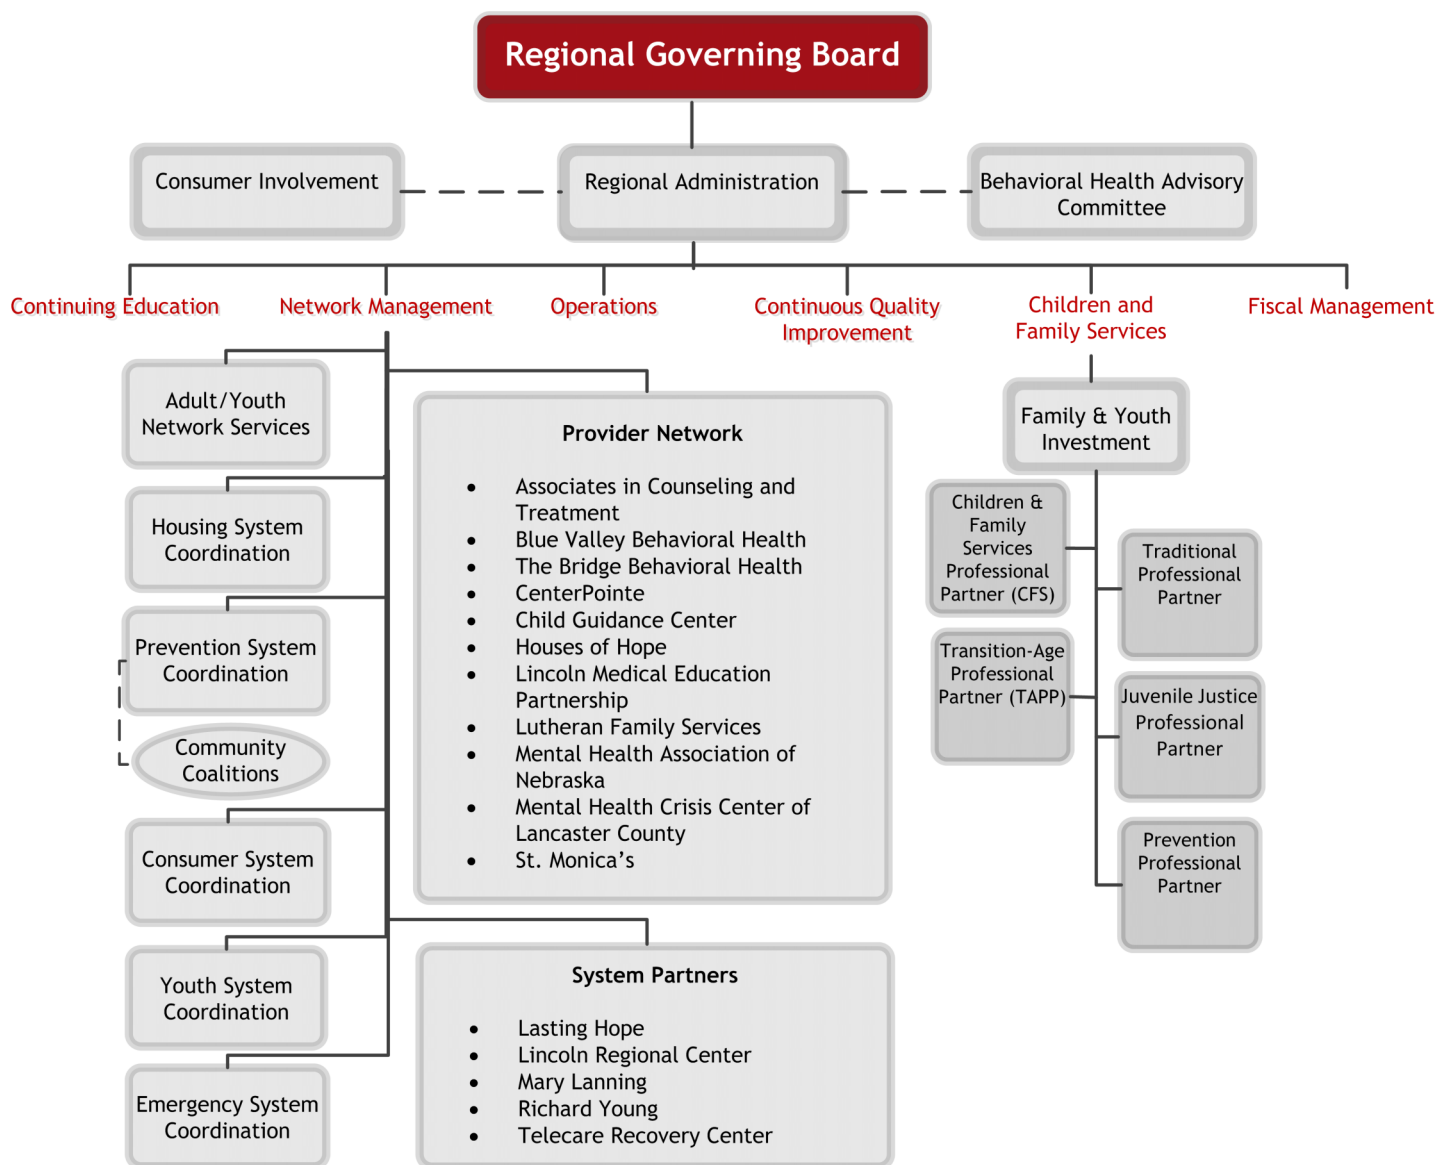 Regional Governing Board
Consumer Involvement
Regional Administration
Behavioral Health Advisory
Committee
Continuing Education
Network Management
Operations
Continuous Quality
Improvement
Children and
Family Services
Fiscal Management
Adult/Youth
Network Services
Housing System
Coordination
Prevention System
Coordination
Community
Coalitions
Consumer System
Coordination
Youth System
Coordination
Emergency System
Coordination
Provider Network
• Associates in Counseling and
Treatment
• Blue Valley Behavioral Health
• The Bridge Behavioral Health
• CenterPointe
• Child Guidance Center
• Houses of Hope
• Lincoln Medical Education
Partnership
• Lutheran Family Services
• Mental Health Association of
Nebraska
• Mental Health Crisis Center of
Lancaster County
• St. Monica’s
System Partners
• Lasting Hope
• Lincoln Regional Center
• Mary Lanning
• Richard Young
• Telecare Recovery Center
Family & Youth
Investment
Children &
Family
Services
Professional
Partner (CFS)
Transition-Age
Professional
Partner (TAPP)
Traditional
Professional
Partner
Juvenile Justice
Professional
Partner
Prevention
Professional
Partner